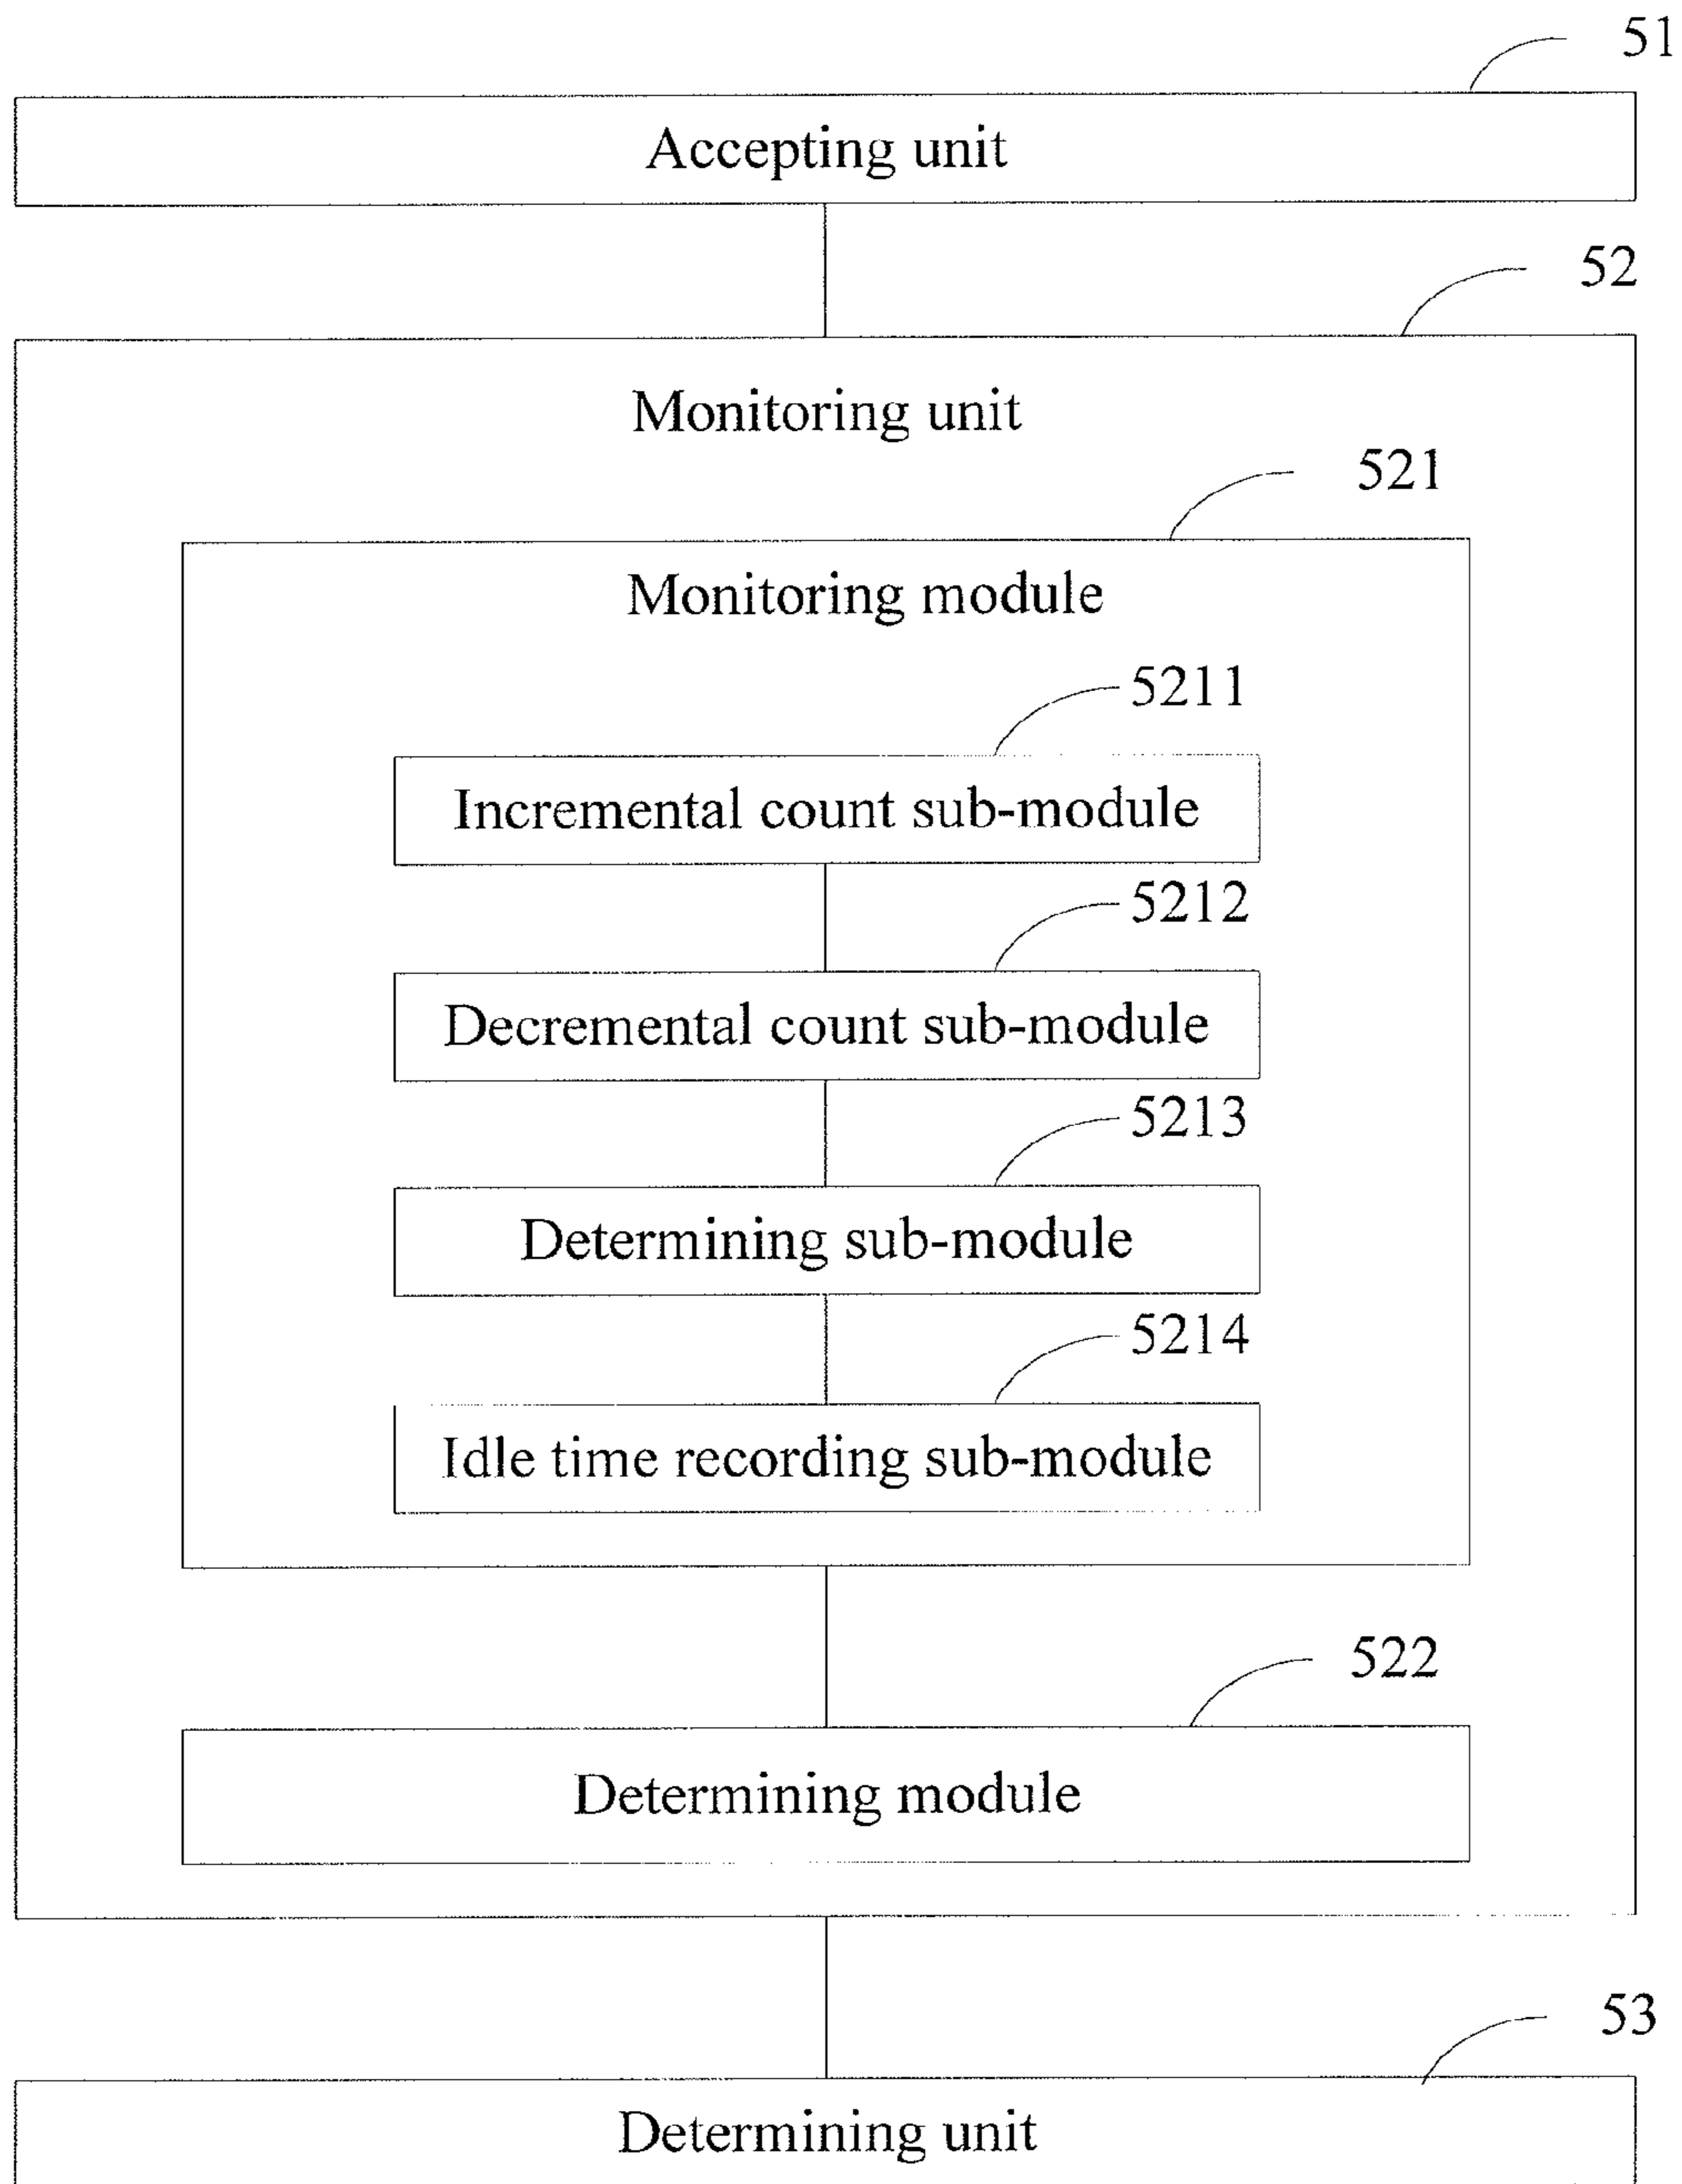 51
Accepting unit
52
Monitoring unit
521
Monitoring module
5211
Incremental count sub-module
5212
Decremental count sub-module
5213
Determining sub-module
5214
Idle time recording sub-module
522
Determining module
53
Determining unit